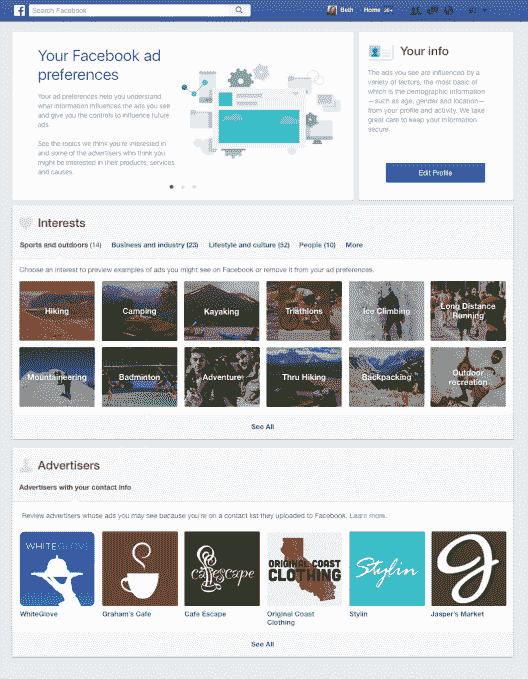 Search Facebook
Beth
Home 20+
Your Facebook ad
preferences
Your ad preferences help you understand
what information influences the ads you see
and give you the controls to influence future
ads.
See the topics we think you're interested in
and some of the advertisers who think you
might be interested in their products, services
and causes.
Your info
The ads you see are influenced by a
variety of factors, the most basic of
which is the demographic information
—such as age, gender and location—
from your profile and activity. We take
great care to keep your information
secure.
Edit Profile
Interests
Sports and outdoors (14) Business and industry (23) Lifestyle and culture (52) People (10) More
Choose an interest to preview examples of ads you might see on Facebook or remove it from your ad preferences.
Hiking
Camping
Kayaking
Triathlons
Ice Climbing
Long Distance
Running
Mountaineering
Badminton
Adventure
Thru Hiking
Backpacking
Outdoor
recreation
See All
Advertisers
Advertisers with your contact info
Review advertisers whose ads you may see because you're on a contact list they uploaded to Facebook. Learn more.
WHITEGLOVE
cafescape
ORIGINAL COAST
CLOTHING
Stylin
WhiteGlove
Graham's Cafe
Cafe Escape
Original Coast
Clothing
Stylin
Jasper's Market
See All